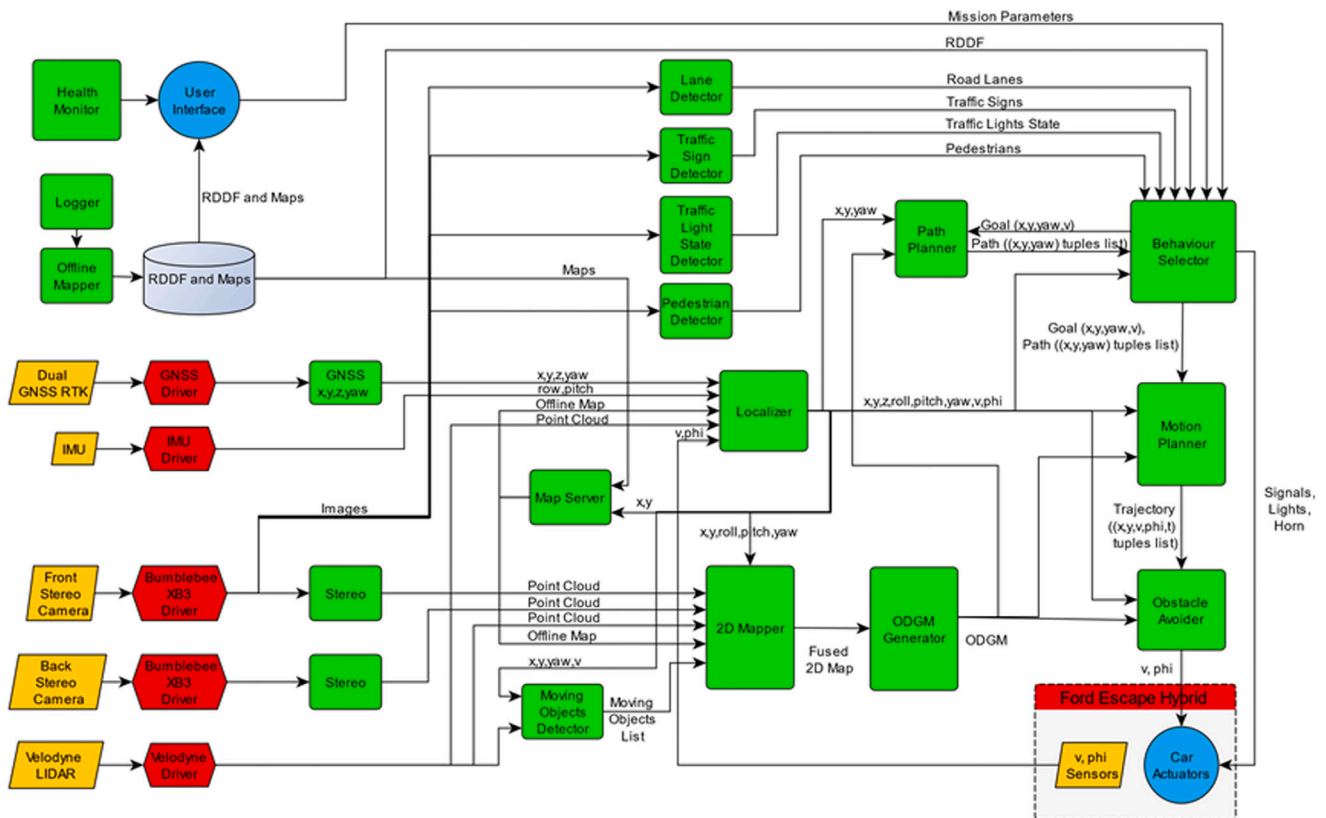 Mission Parameters
RDDF
Health
Monitor
User
Interface
Lane
Detector
Road Lanes
Traffic Signs
Traffic Lights State
Pedestrians
Traffic
Sign
Detector
Logger
RDDF and Maps
Traffic
Light
State
Detector
x,y,yaw
Path
Planner
Goal (x,y,yaw,v)
Path ((x,y,yaw) tuples list)
Behaviour
Selector
Offline
Mapper
RDDF and Maps
Maps
Pedestrian
Detector
Goal (x,y,yaw,v),
Path ((x,y,yaw) tuples list)
Dual
GNSS RTK
GNSS
Driver
GNSS
x,y,z,yaw
x,y,z,yaw
row,pitch
Offline Map
Point Cloud
v,phi
Localizer
x,y,z,roll,pitch,yaw,v,phi
Motion
Planner
IMU
IMU
Driver
Map Server
Images
x,y
x,y,roll,pitch,yaw
Trajectory
((x,y,v,phi,t)
tuples list)
Signals,
Lights,
Horn
Front
Stereo
Camera
Bumblebee
XB3
Driver
Stereo
Point Cloud
Point Cloud
Point Cloud
Offline Map
2D Mapper
Fused
2D Map
ODGM
Generator
ODGM
Obstacle
Avoider
Back
Stereo
Camera
Bumblebee
XB3
Driver
Stereo
x,y,yaw,v
Moving
Objects
Detector
Moving
Objects
List
v, phi
Ford Escape Hybrid
Velodyne
LIDAR
Velodyne
Driver
v, phi
Sensors
Car
Actuators